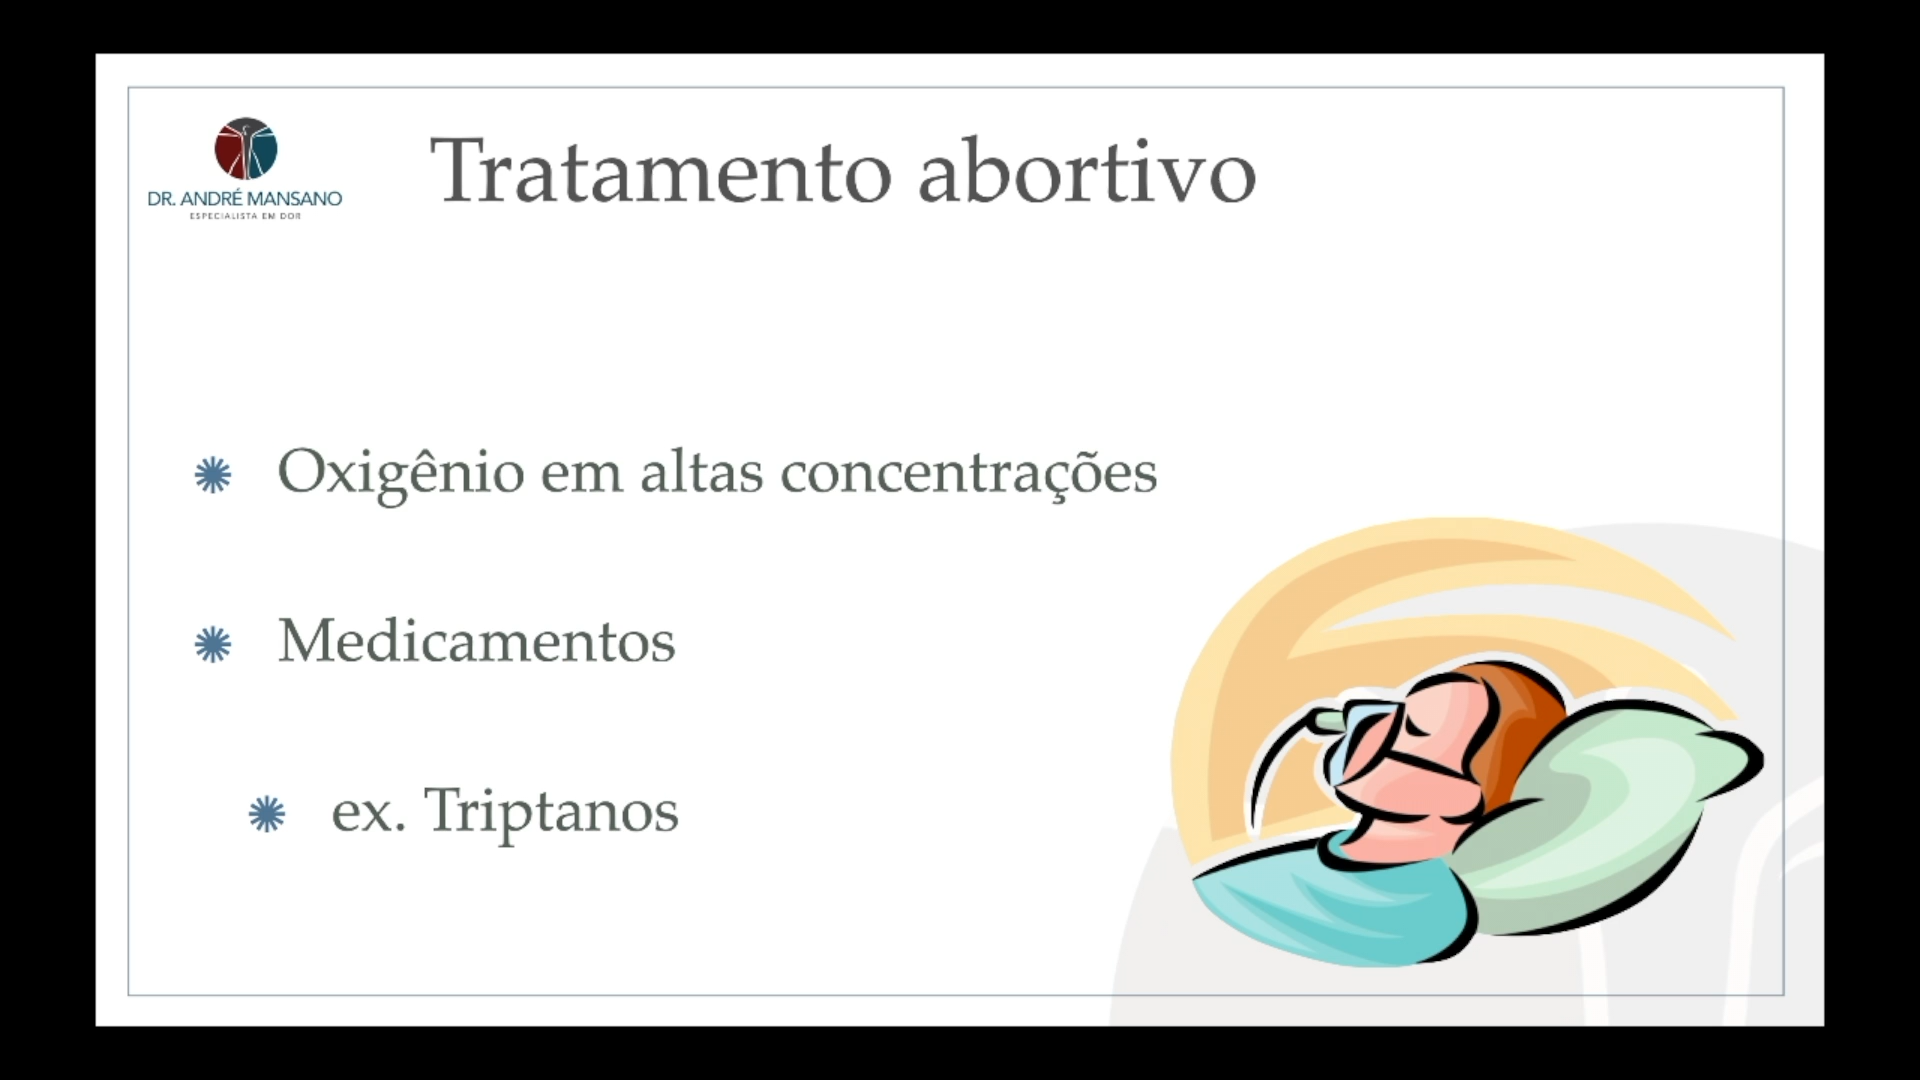 DR. ANDRÉ MANSANO
ESPECIALISTA EM DOR
Tratamento abortivo
Oxigênio em altas concentrações
Medicamentos
ex. Triptanos